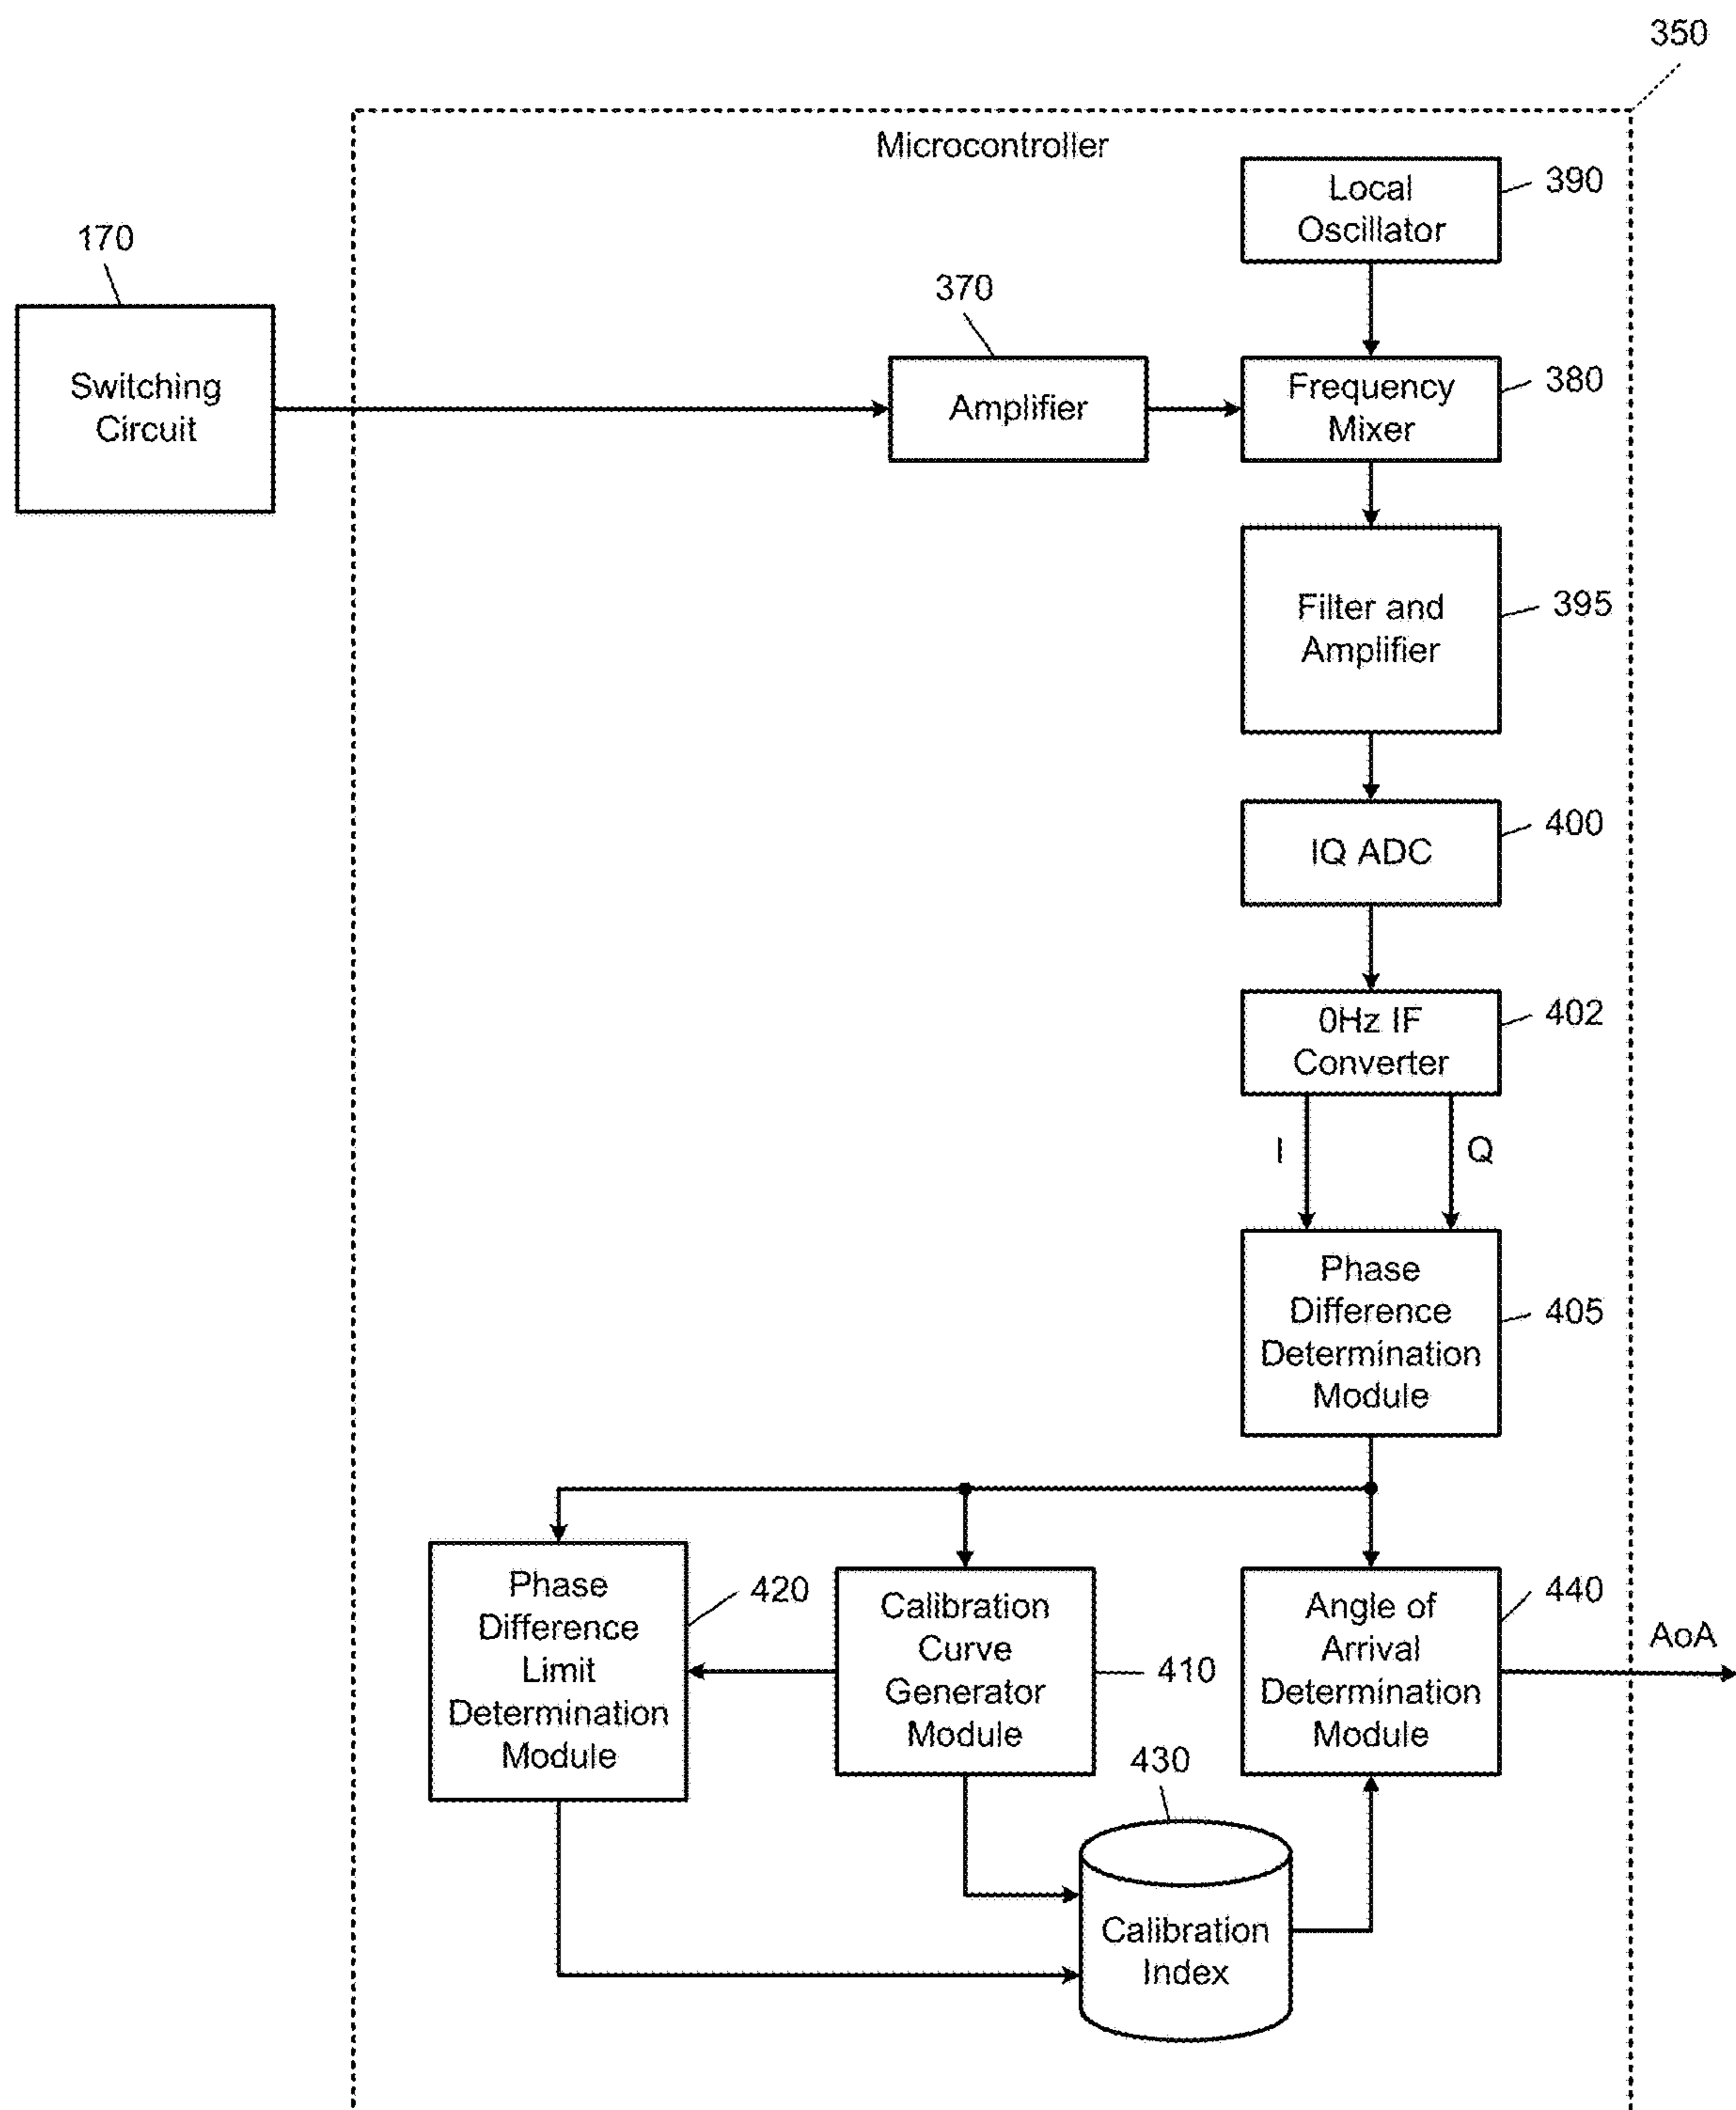 350
Microcontroller
Local
Oscillator
390
170
Switching
Circuit
370
Amplifier
Frequency
Mixer
380
Filter and
Amplifier
395
IQ ADC
400
0Hz IF
Converter
402
I
Q
Phase
Difference
Determination
Module
405
Phase
Difference
Limit
Determination
Module
420
Calibration
Curve
Generator
Module
410
Angle of
Arrival
Determination
Module
440
AoA
430
Calibration
Index